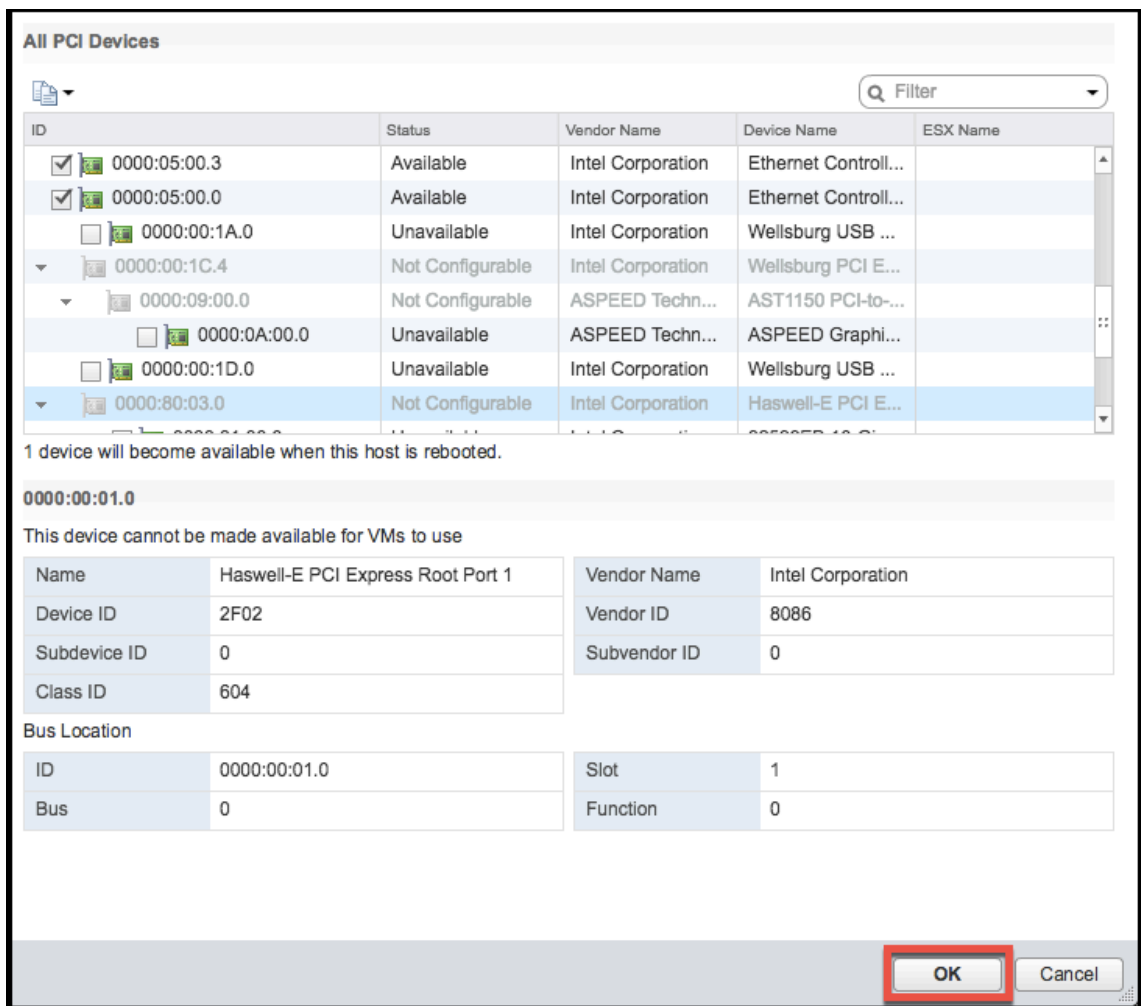 All PCI Devices
Filter
ID Status Vendor Name Device Name ESX Name
0000:05:00.3 Available Intel Corporation Ethernet Controll...
0000:05:00.0 Available Intel Corporation Ethernet Controll...
0000:00:1A.0 Unavailable Intel Corporation Wellsburg USB ...
0000:00:1C.4 Not Configurable Intel Corporation Wellsburg PCI E...
0000:09:00.0 Not Configurable ASPEED Techn... AST1150 PCI-to-...
0000:0A:00.0 Unavailable ASPEED Techn... ASPEED Graphi...
0000:00:1D.0 Unavailable Intel Corporation Wellsburg USB ...
0000:80:03.0 Not Configurable Intel Corporation Haswell-E PCI E...
1 device will become available when this host is rebooted.
0000:00:01.0
This device cannot be made available for VMs to use
Name Haswell-E PCI Express Root Port 1 Vendor Name Intel Corporation
Device ID 2F02 Vendor ID 8086
Subdevice ID 0 Subvendor ID 0
Class ID 604
Bus Location
ID 0000:00:01.0 Slot 1
Bus 0 Function 0
OK Cancel